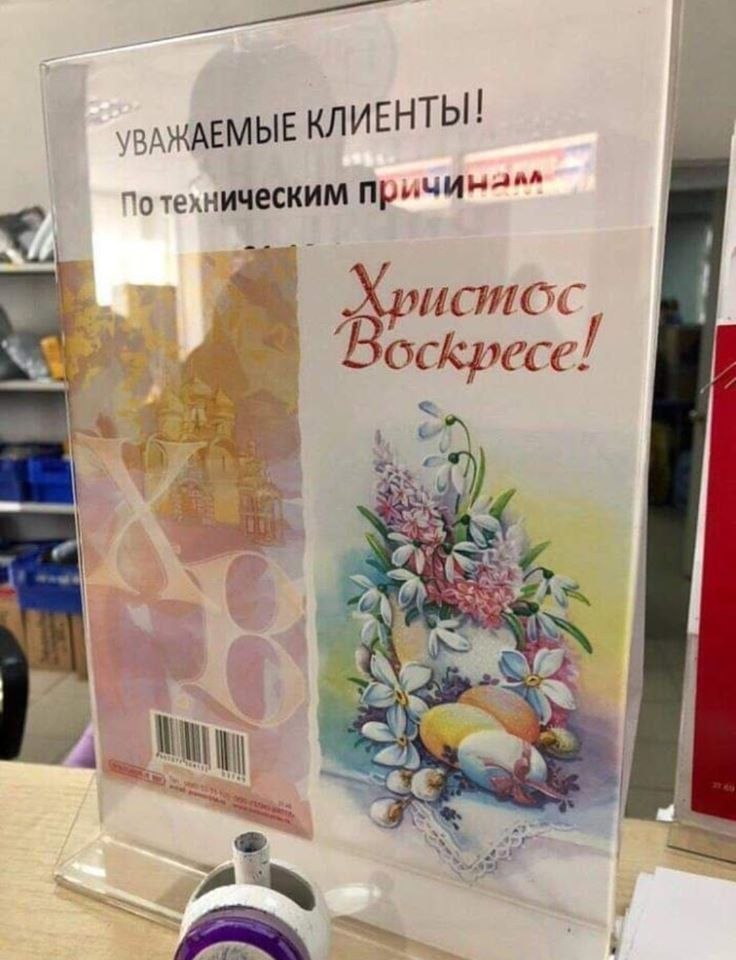 УВАЖАЕМЫЕ КЛИЕНТЫ!
По техническим причинам
Христос
Воскресе!
ХВ